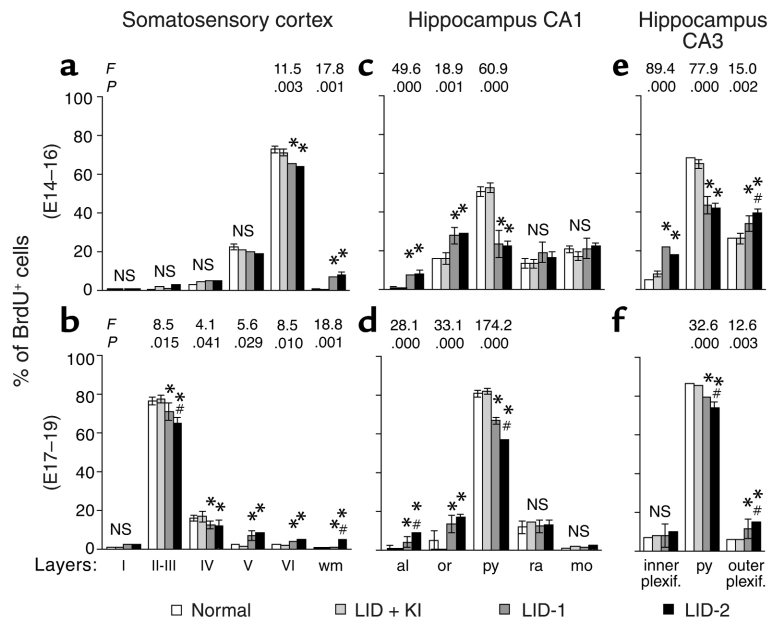 Somatosensory cortex
Hippocampus CA1
Hippocampus CA3
a
F 11.5 17.8
P .003 .001
c
49.6 18.9 60.9
.000 .001 .000
e
89.4 77.9 15.0
.000 .000 .002
% of BrdU+ cells
(E14–16)
100
80
60
40
20
0
NS NS NS NS * * * *
* * * * * * NS NS
* * * * * * #
b
F 8.5 4.1 5.6 8.5 18.8
P .015 .041 .029 .010 .001
d
28.1 33.1 174.2
.000 .000 .000
f
32.6 12.6
.000 .003
(E17–19)
100
80
60
40
20
0
NS * * # * * * * * * * * #
* * # * * * * # NS NS
NS * * # * * #
Layers: I II-III IV V VI wm
al or py ra mo
inner plexif. py outer plexif.
Normal LID + KI LID-1 LID-2